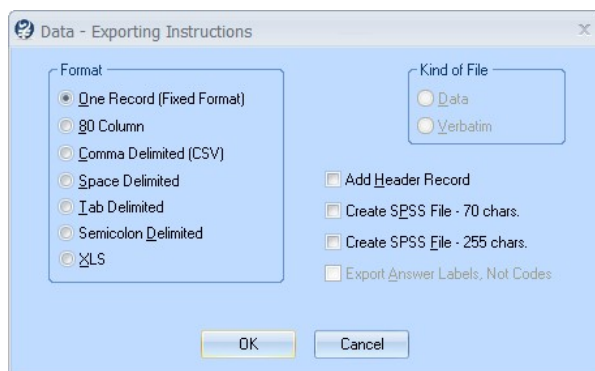 Data - Exporting Instructions
Format
One Record (Fixed Format)
80 Column
Comma Delimited (CSV)
Space Delimited
Tab Delimited
Semicolon Delimited
XLS
Kind of File
Data
Verbatim
Add Header Record
Create SPSS File - 70 chars.
Create SPSS File - 255 chars.
Export Answer Labels, Not Codes
OK
Cancel